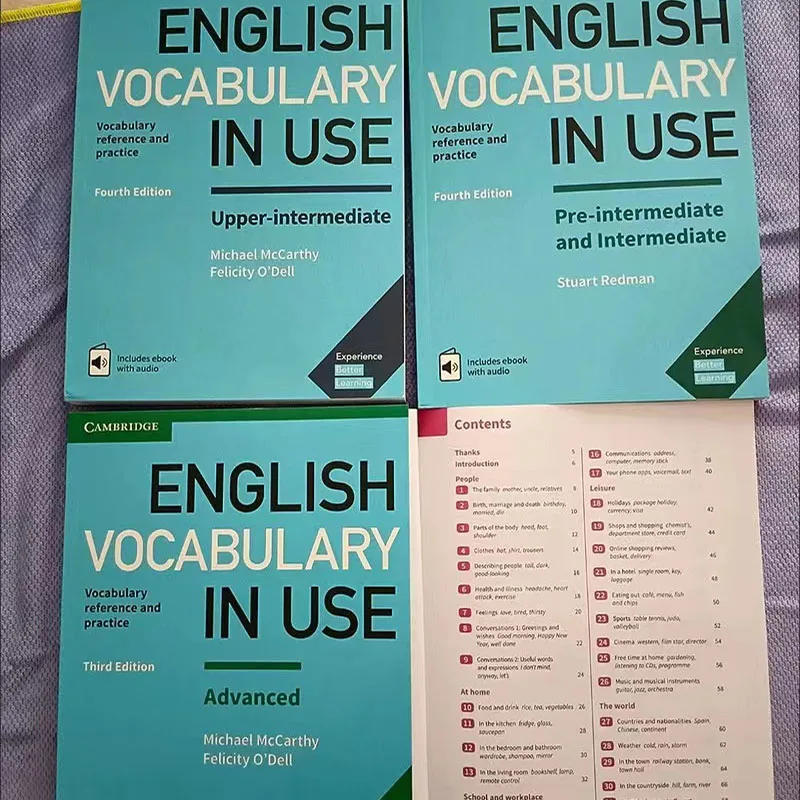 ENGLISH
VOCABULARY
Vocabulary
reference and
practice
IN USE
Fourth Edition
Upper-intermediate
Michael McCarthy
Felicity O'Dell
Includes ebook
with audio
Experience
Better
Learning
ENGLISH
VOCABULARY
Vocabulary
reference and
practice
IN USE
Fourth Edition
Pre-intermediate
and Intermediate
Stuart Redman
Includes ebook
with audio
Experience
Better
Learning
CAMBRIDGE
ENGLISH
VOCABULARY
Vocabulary
reference and
practice
IN USE
Third Edition
Advanced
Michael McCarthy
Felicity O'Dell
Contents
Thanks 5
Introduction 6
People
1 The family mother, uncle, relatives 8
2 Birth, marriage and death birthday,
married, die 10
3 Parts of the body head, foot,
shoulder 12
4 Clothes hat, shirt, trousers 14
5 Describing people tall, dark,
good-looking 16
6 Health and illness headache, heart
attack, exercise 18
7 Feelings love, tired, thirsty 20
8 Conversations 1: Greetings and
wishes Good morning, Happy New
Year, well done 22
9 Conversations 2: Useful words
and expressions I don't mind,
anyway, let's 24
At home
10 Food and drink rice, tea, vegetables 26
11 In the kitchen fridge, glass,
saucepan 28
12 In the bedroom and bathroom
wardrobe, shampoo, mirror 30
13 In the living room bookshelf, lamp,
remote control 32
School and workplace
16 Communications address,
computer, memory stick 38
17 Your phone apps, voicemail, text 40
Leisure
18 Holidays package holiday,
currency, visa 42
19 Shops and shopping chemist's,
department store, credit card 44
20 Online shopping reviews,
basket, delivery 46
21 In a hotel single room, key,
luggage 48
22 Eating out café, menu, fish
and chips 50
23 Sports table tennis, judo,
volleyball 52
24 Cinema western, film star, director 54
25 Free time at home gardening,
listening to CDs, programme 56
26 Music and musical instruments
guitar, jazz, orchestra 58
The world
27 Countries and nationalities Spain,
Chinese, continent 60
28 Weather cold, rain, storm 62
29 In the town railway station, bank,
town hall 64
30 In the countryside hill, farm, river 66